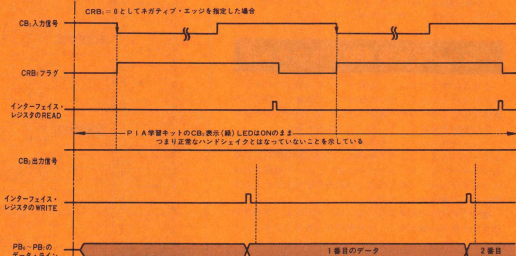 CRB₁=0としてネガティブ・エッジを指定した場合
CB₁入力信号
CRB₇フラグ
インターフェイス・
レジスタのREAD
PIA学習キットのCB₂表示(緑)LEDはONのまま
つまり正常なハンドシェイクとはなっていないことを示している
CB₂出力信号
インターフェイス・
レジスタのWRITE
PB₀~PB₇の
データ・ライン
1番目のデータ
2番目